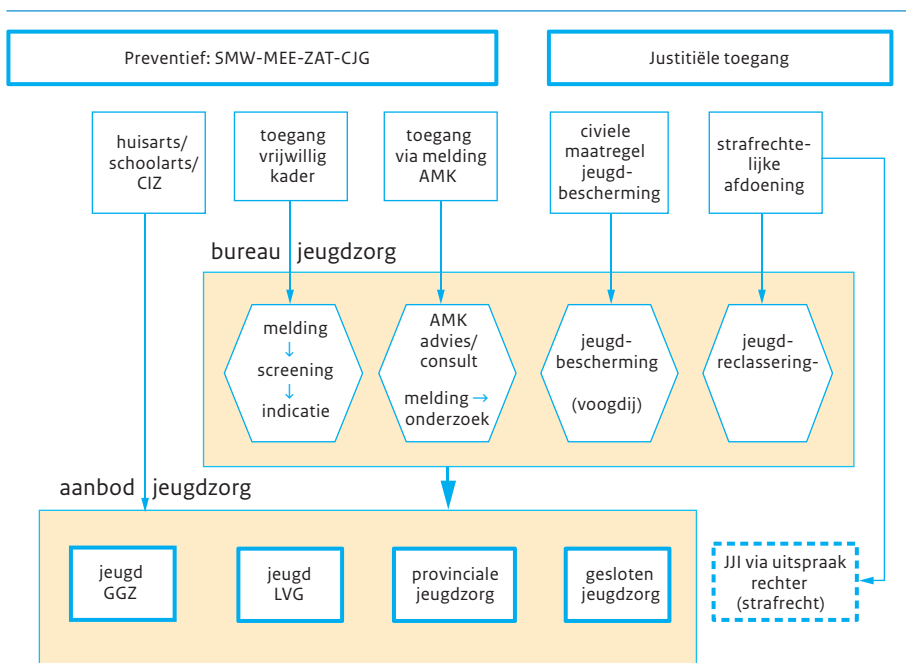 Preventief: SMW-MEE-ZAT-CJG
Justitiële toegang
huisarts/
schoolarts/
CIZ
toegang
vrijwillig
kader
toegang
via melding
AMK
civiele
maatregel
jeugd-
bescherming
strafrechte-
lijke
afdoening
bureau jeugdzorg
melding
↓
screening
↓
indicatie
AMK
advies/
consult
melding →
onderzoek
jeugd-
bescherming
(voogdij)
jeugd-
reclassering-
aanbod jeugdzorg
jeugd
GGZ
jeugd
LVG
provinciale
jeugdzorg
gesloten
jeugdzorg
JJI via uitspraak
rechter
(strafrecht)